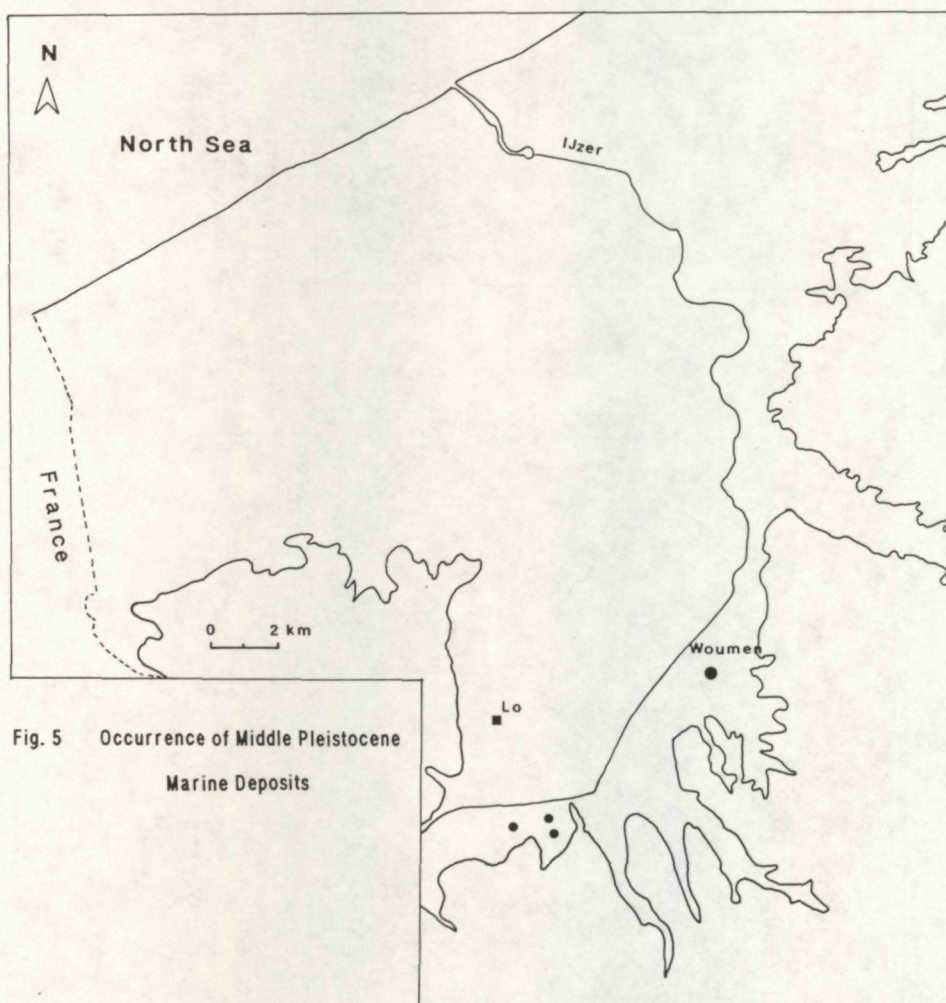 N
North Sea
IJzer
France
0 2 km
Woumen
Lo
Fig. 5 Occurrence of Middle Pleistocene
Marine Deposits